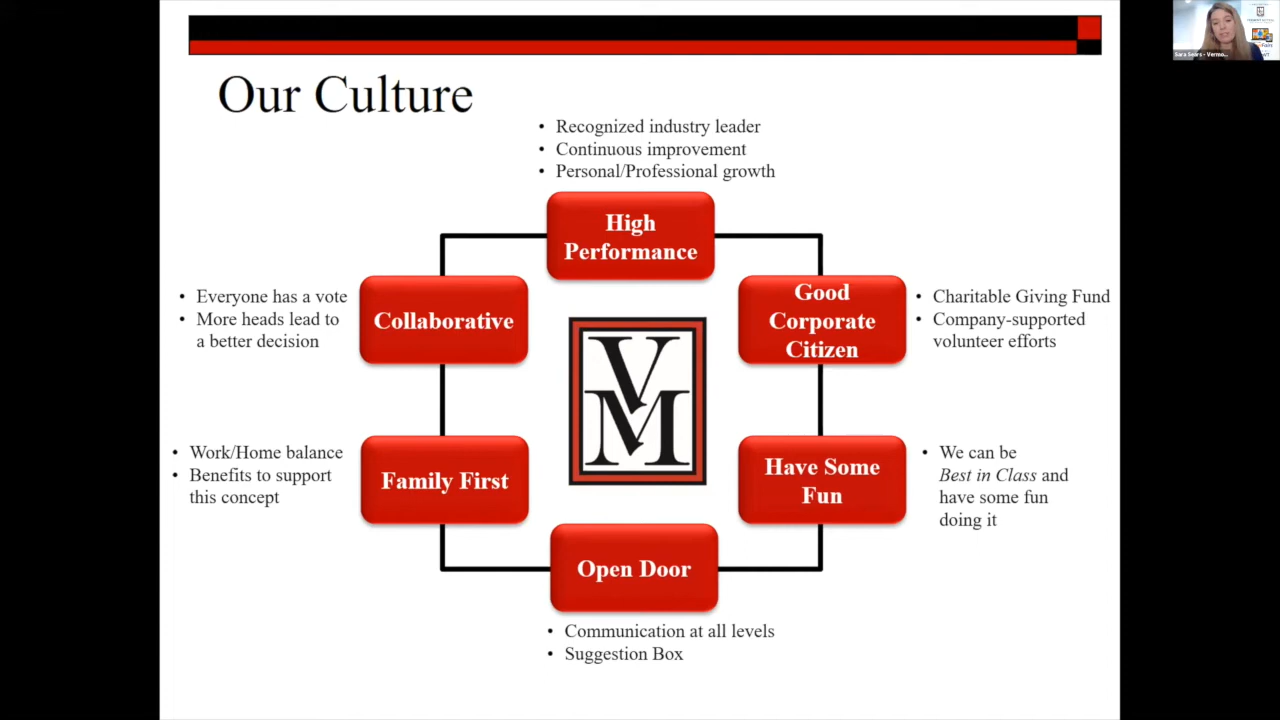 Our Culture
• Recognized industry leader
• Continuous improvement
• Personal/Professional growth
High
Performance
• Everyone has a vote
• More heads lead to
a better decision
Collaborative
Good
Corporate
Citizen
• Charitable Giving Fund
• Company-supported
volunteer efforts
VM
• Work/Home balance
• Benefits to support
this concept
Family First
Have Some
Fun
• We can be
Best in Class and
have some fun
doing it
Open Door
• Communication at all levels
• Suggestion Box
Sara Sears - Vermo...